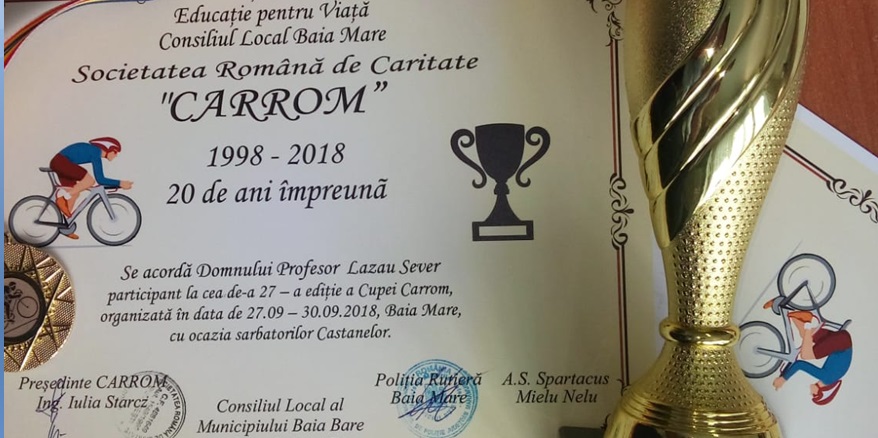 Educație pentru Viață
Consiliul Local Baia Mare
Societatea Română de Caritate
"CARROM”
1998 - 2018
20 de ani împreună
Se acordă Domnului Profesor Lazau Sever
participant la cea de-a 27 – a ediție a Cupei Carrom,
organizată în data de 27.09 – 30.09.2018, Baia Mare,
cu ocazia sarbatorilor Castanelor.
Președinte CARROM
Ing. Iulia Starcz
Consiliul Local al
Municipiului Baia Bare
Poliția Rutieră
Baia Mare
A.S. Spartacus
Mielu Nelu